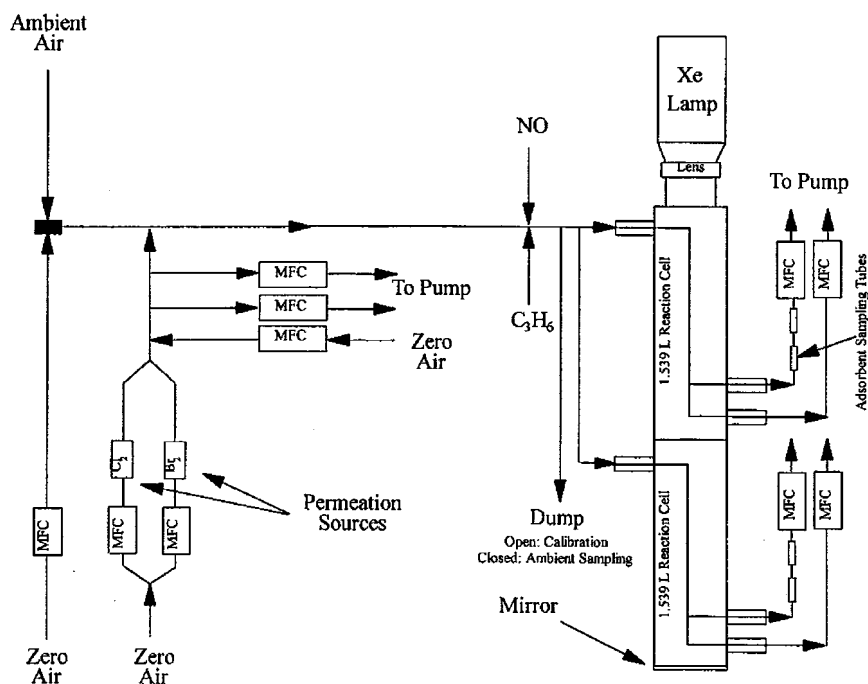 Ambient
Air
Xe
Lamp
Lens
NO
To Pump
MFC
MFC
Adsorbent Sampling Tubes
MFC
To Pump
MFC
MFC
Zero
Air
C₃H₆
1.539 L Reaction Cell
Cl₂
Br₂
Permeation
Sources
MFC
MFC
MFC
Dump
Open: Calibration
Closed: Ambient Sampling
1.539 L Reaction Cell
MFC
MFC
Mirror
Zero
Air
Zero
Air